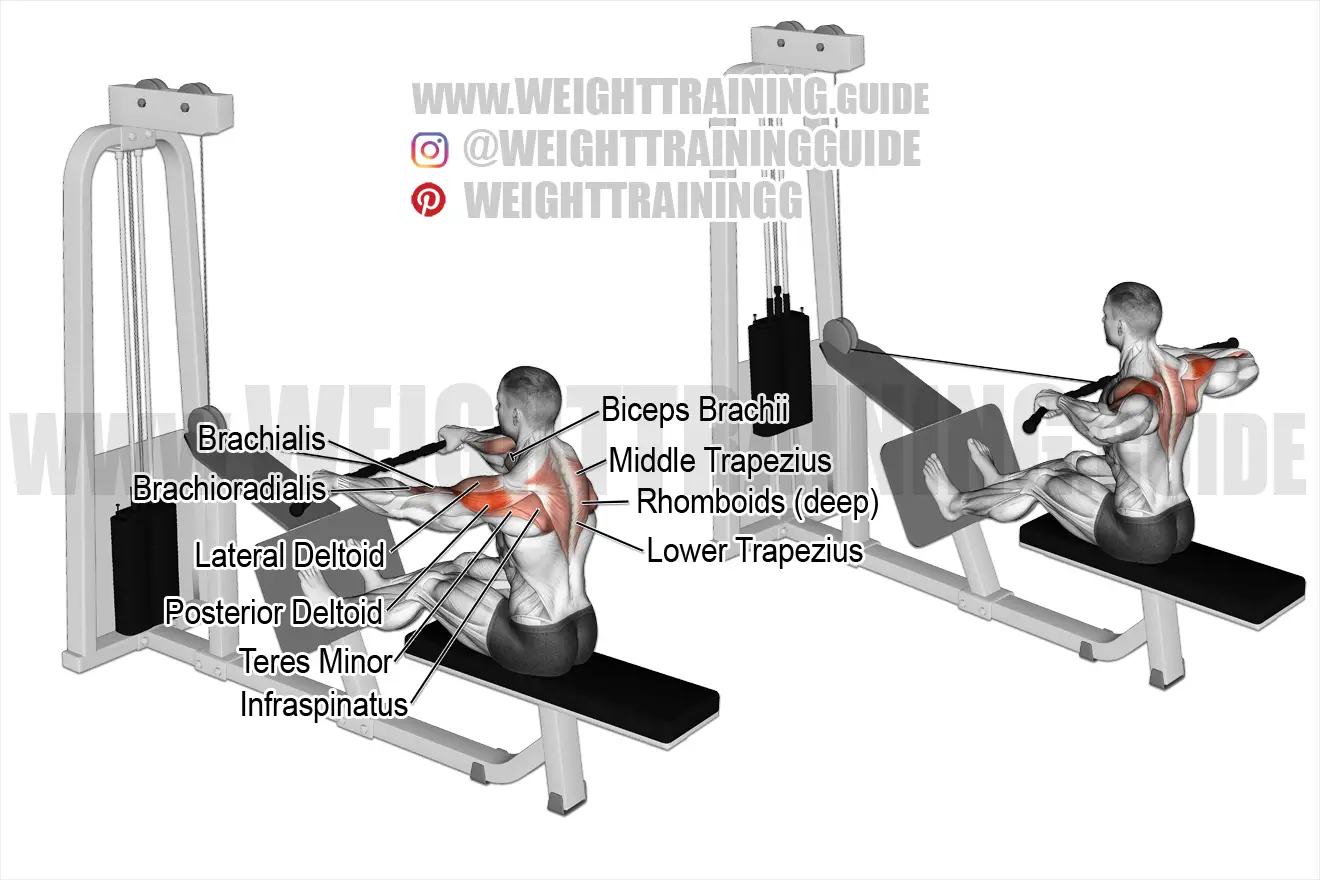 WWW.WEIGHTTRAINING.GUIDE
@WEIGHTTRAININGGUIDE
WEIGHTTRAININGG
WWW.WEIGHTTRAINING.GUIDE
Biceps Brachii
Brachialis
Middle Trapezius
Brachioradialis
Rhomboids (deep)
Lateral Deltoid
Lower Trapezius
Posterior Deltoid
Teres Minor
Infraspinatus